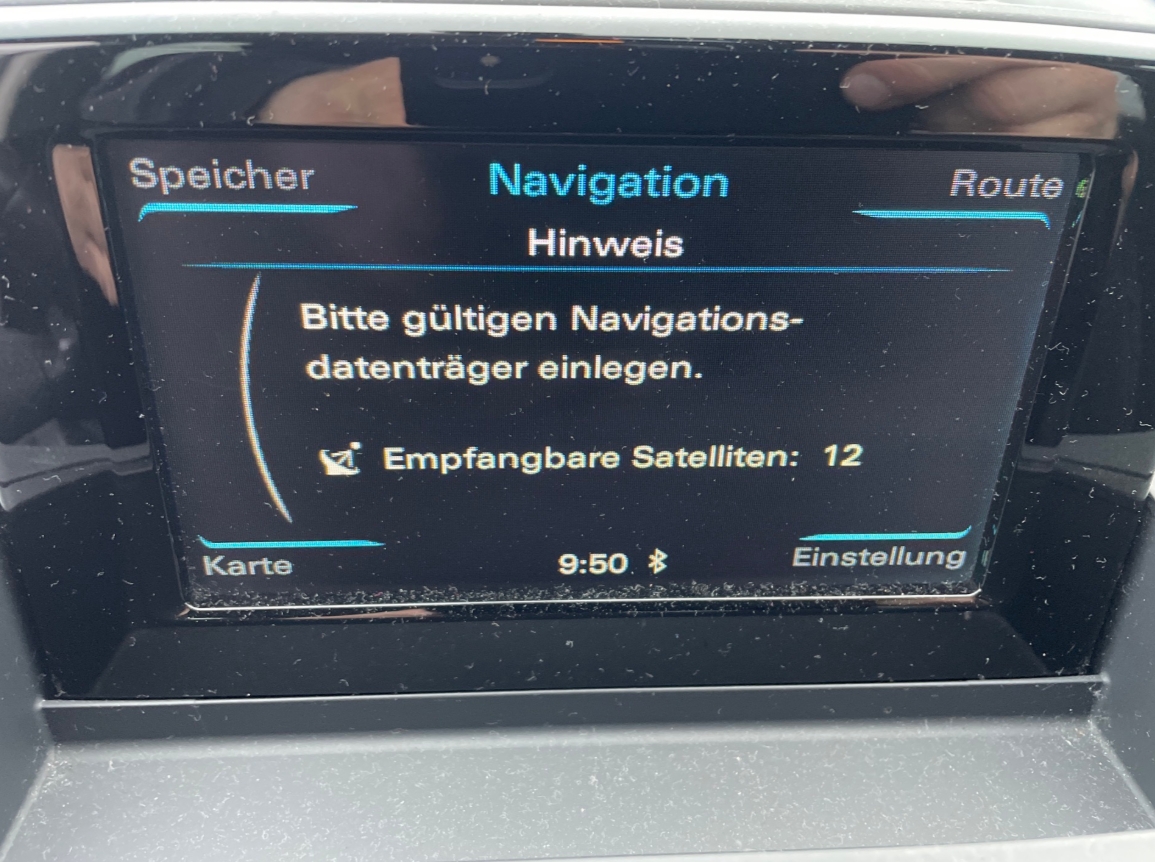 Speicher Navigation Route
Hinweis
Bitte gültigen Navigations-
datenträger einlegen.
Empfangbare Satelliten: 12
Karte 9:50 Einstellung